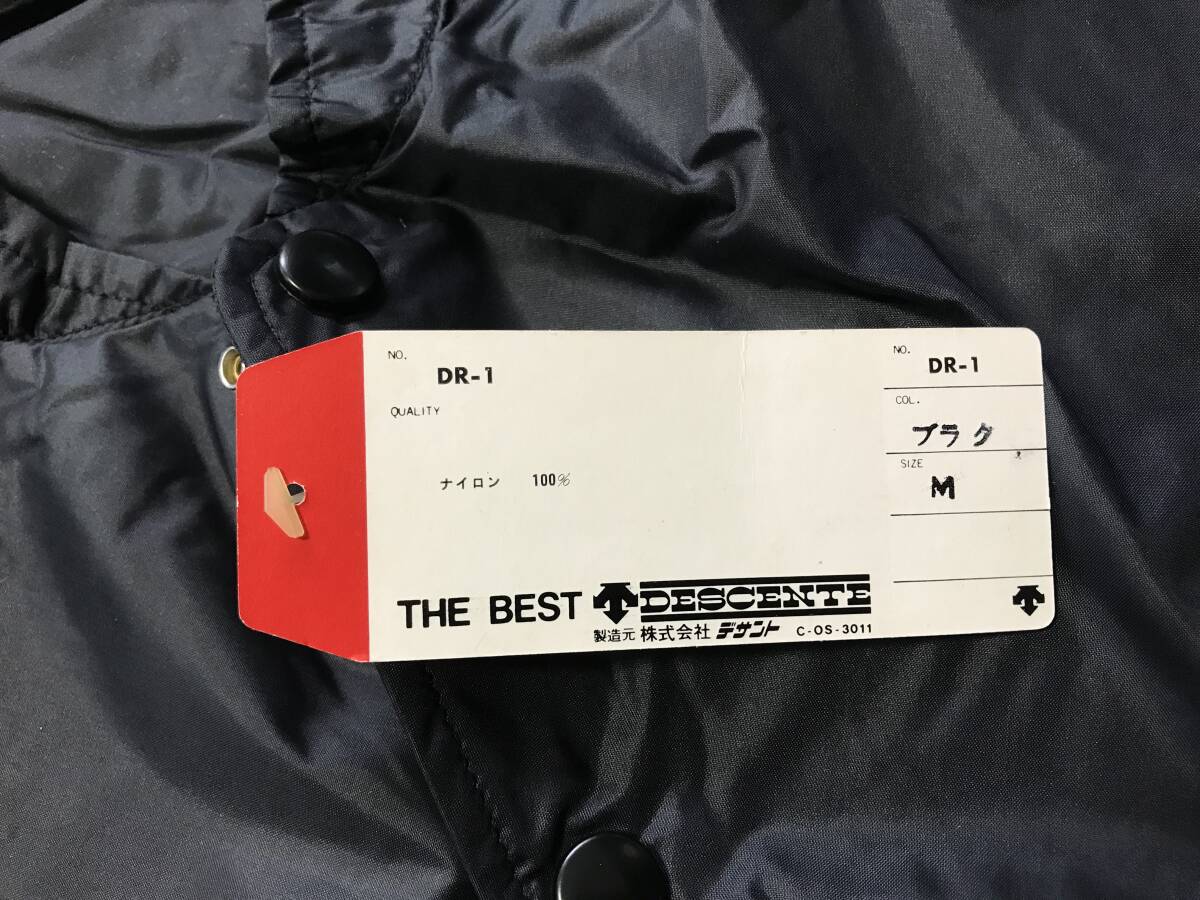 NO.
DR-1
QUALITY
ナイロン 100%
THE BEST DESCENTE
製造元 株式会社 デサント C-OS-3011
NO.
DR-1
COL.
ブラク
SIZE
M